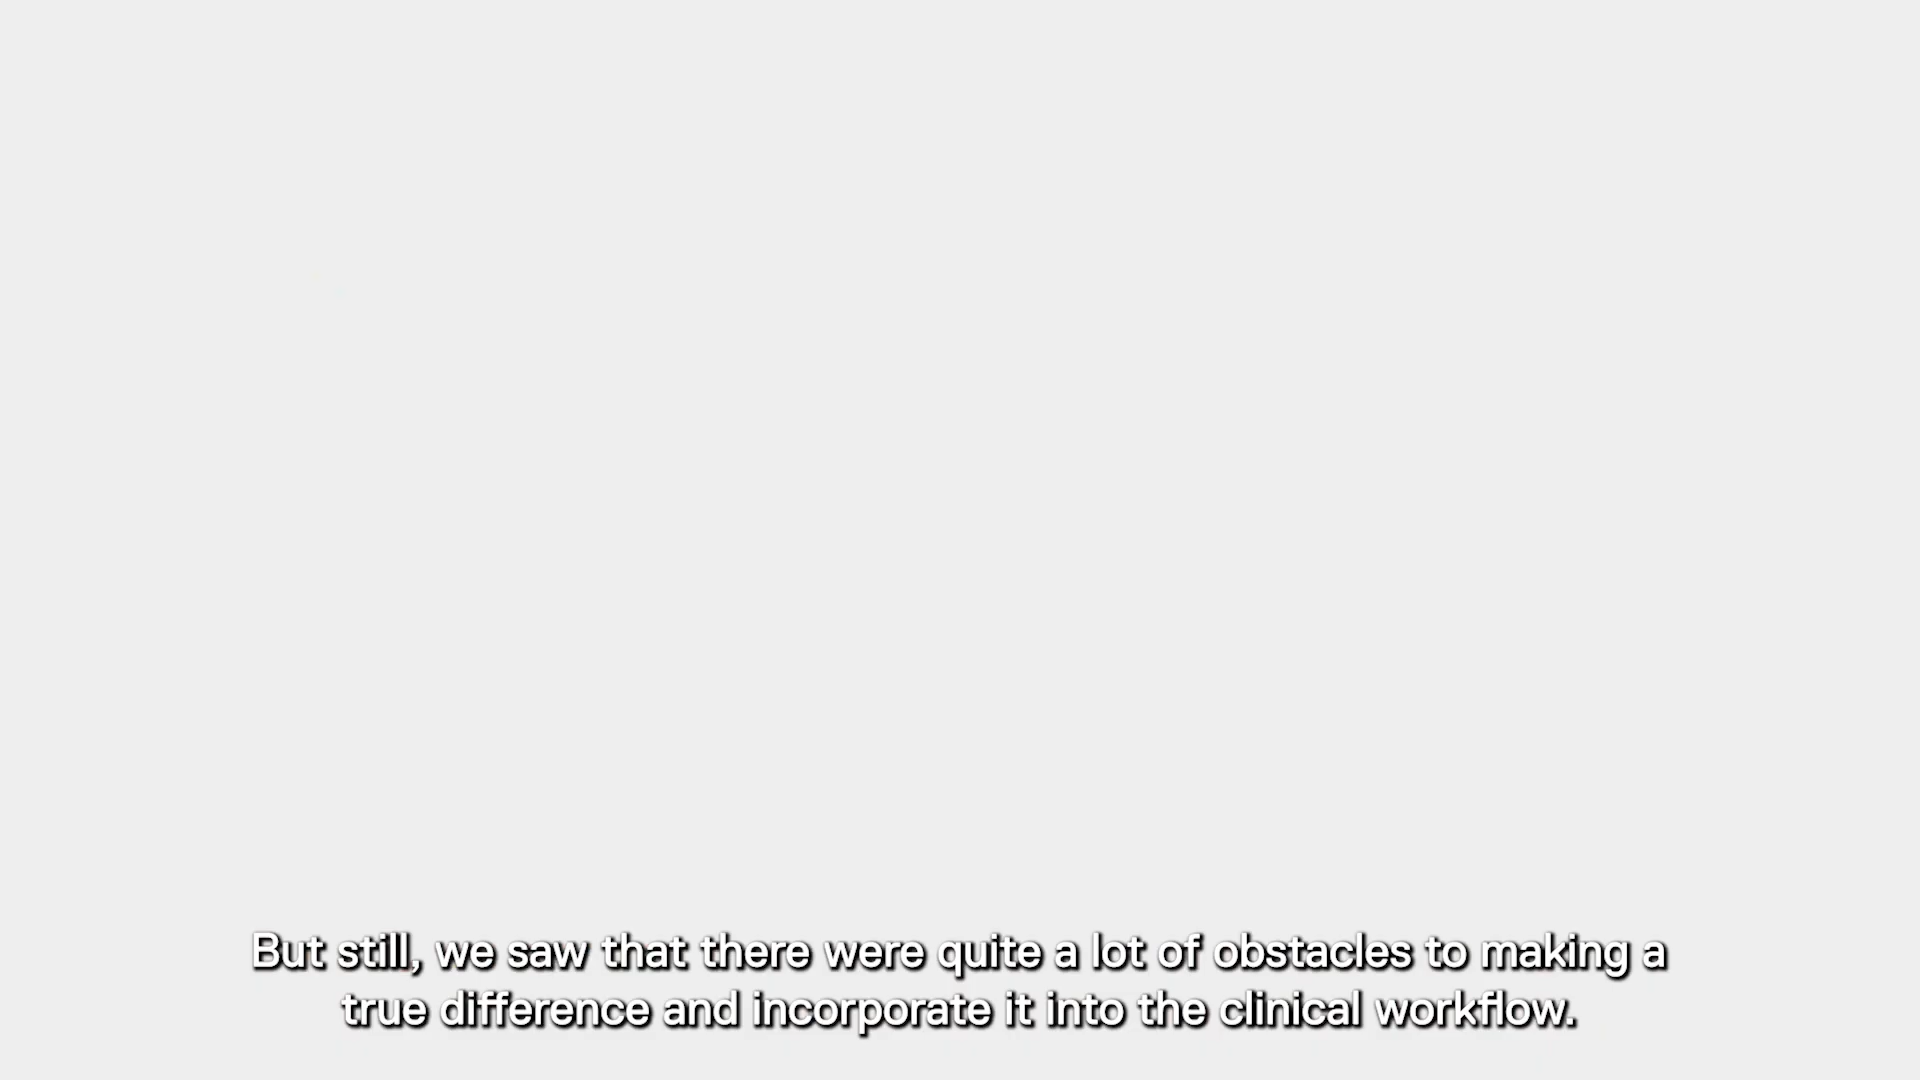 But still, we saw that there were quite a lot of obstacles to making a
true difference and incorporate it into the clinical workflow.